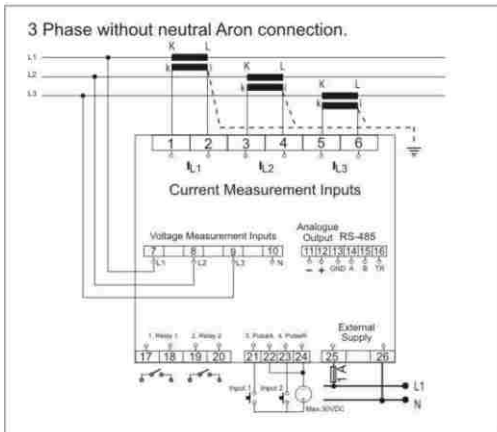 3 Phase without neutral Aron connection.
K L
L1
k l
K L
L2
k l
K L
L3
k l
1 2 3 4 5 6
IL1 IL2 IL3
Current Measurement Inputs
Voltage Measurement Inputs
Analogue Output RS-485
7 8 9 10
L1 L2 L3 N
11 12 13 14 15 16
- + GND A B TR
1. Relay 1 2. Relay 2
3. PulseA 4. PulseR
External Supply
17 18 19 20 21 22 23 24 25 26
Input 1 Input 2
1 A
Max.30VDC
L1
N